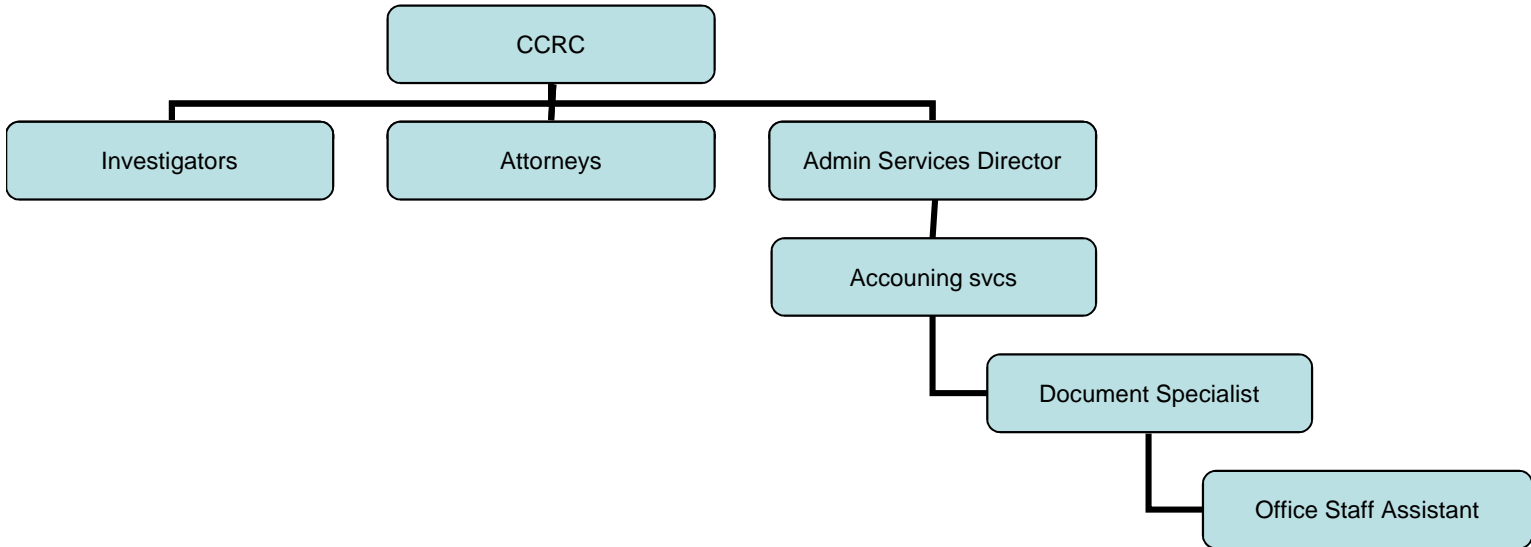 CCRC
Investigators
Attorneys
Admin Services Director
Accouning svcs
Document Specialist
Office Staff Assistant